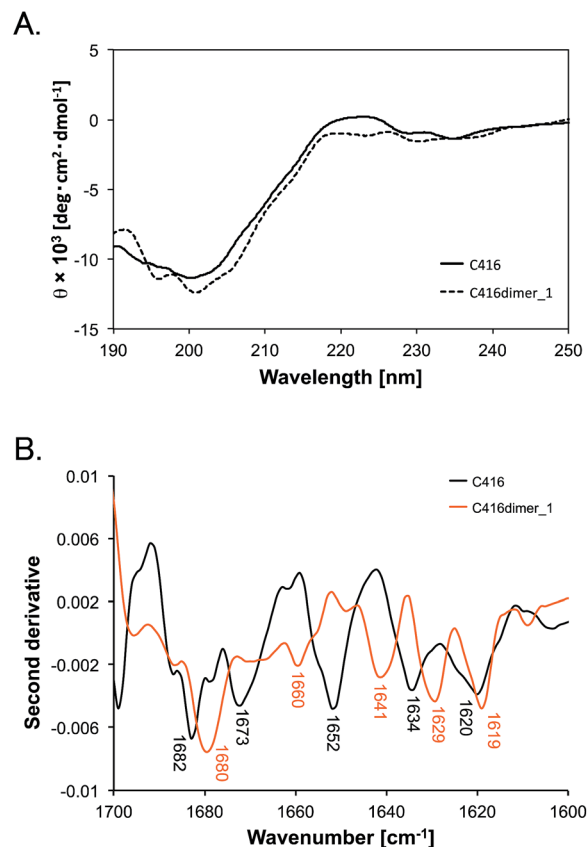 A.
θ × 10³ [deg·cm²·dmol⁻¹]
5
0
-5
-10
-15
190 200 210 220 230 240 250
Wavelength [nm]
C416
C416dimer_1
B.
Second derivative
0.01
0.006
0.002
-0.002
-0.006
-0.01
1700 1680 1660 1640 1620 1600
Wavenumber [cm⁻¹]
C416
C416dimer_1
1682
1680
1673
1660
1652
1641
1634
1629
1620
1619